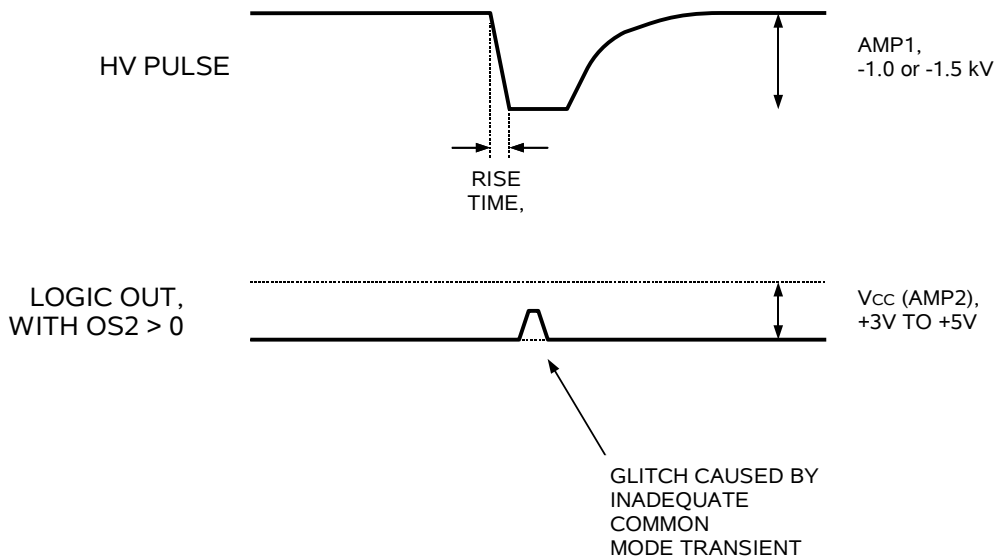 HV PULSE
AMP1,
-1.0 or -1.5 kV
RISE
TIME,
LOGIC OUT,
WITH OS2 > 0
VCC (AMP2),
+3V TO +5V
GLITCH CAUSED BY
INADEQUATE
COMMON
MODE TRANSIENT